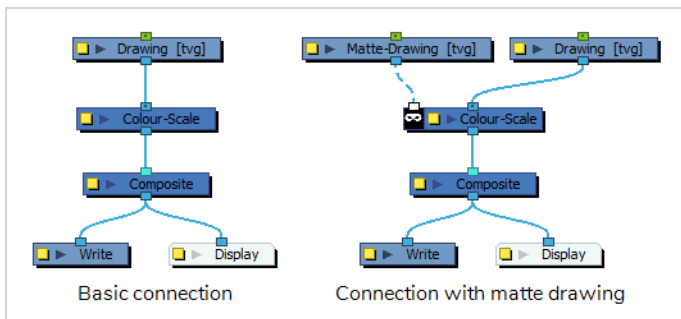 Drawing [tvg]
Matte-Drawing [tvg]
Drawing [tvg]
Colour-Scale
Colour-Scale
Composite
Composite
Write
Display
Write
Display
Basic connection
Connection with matte drawing